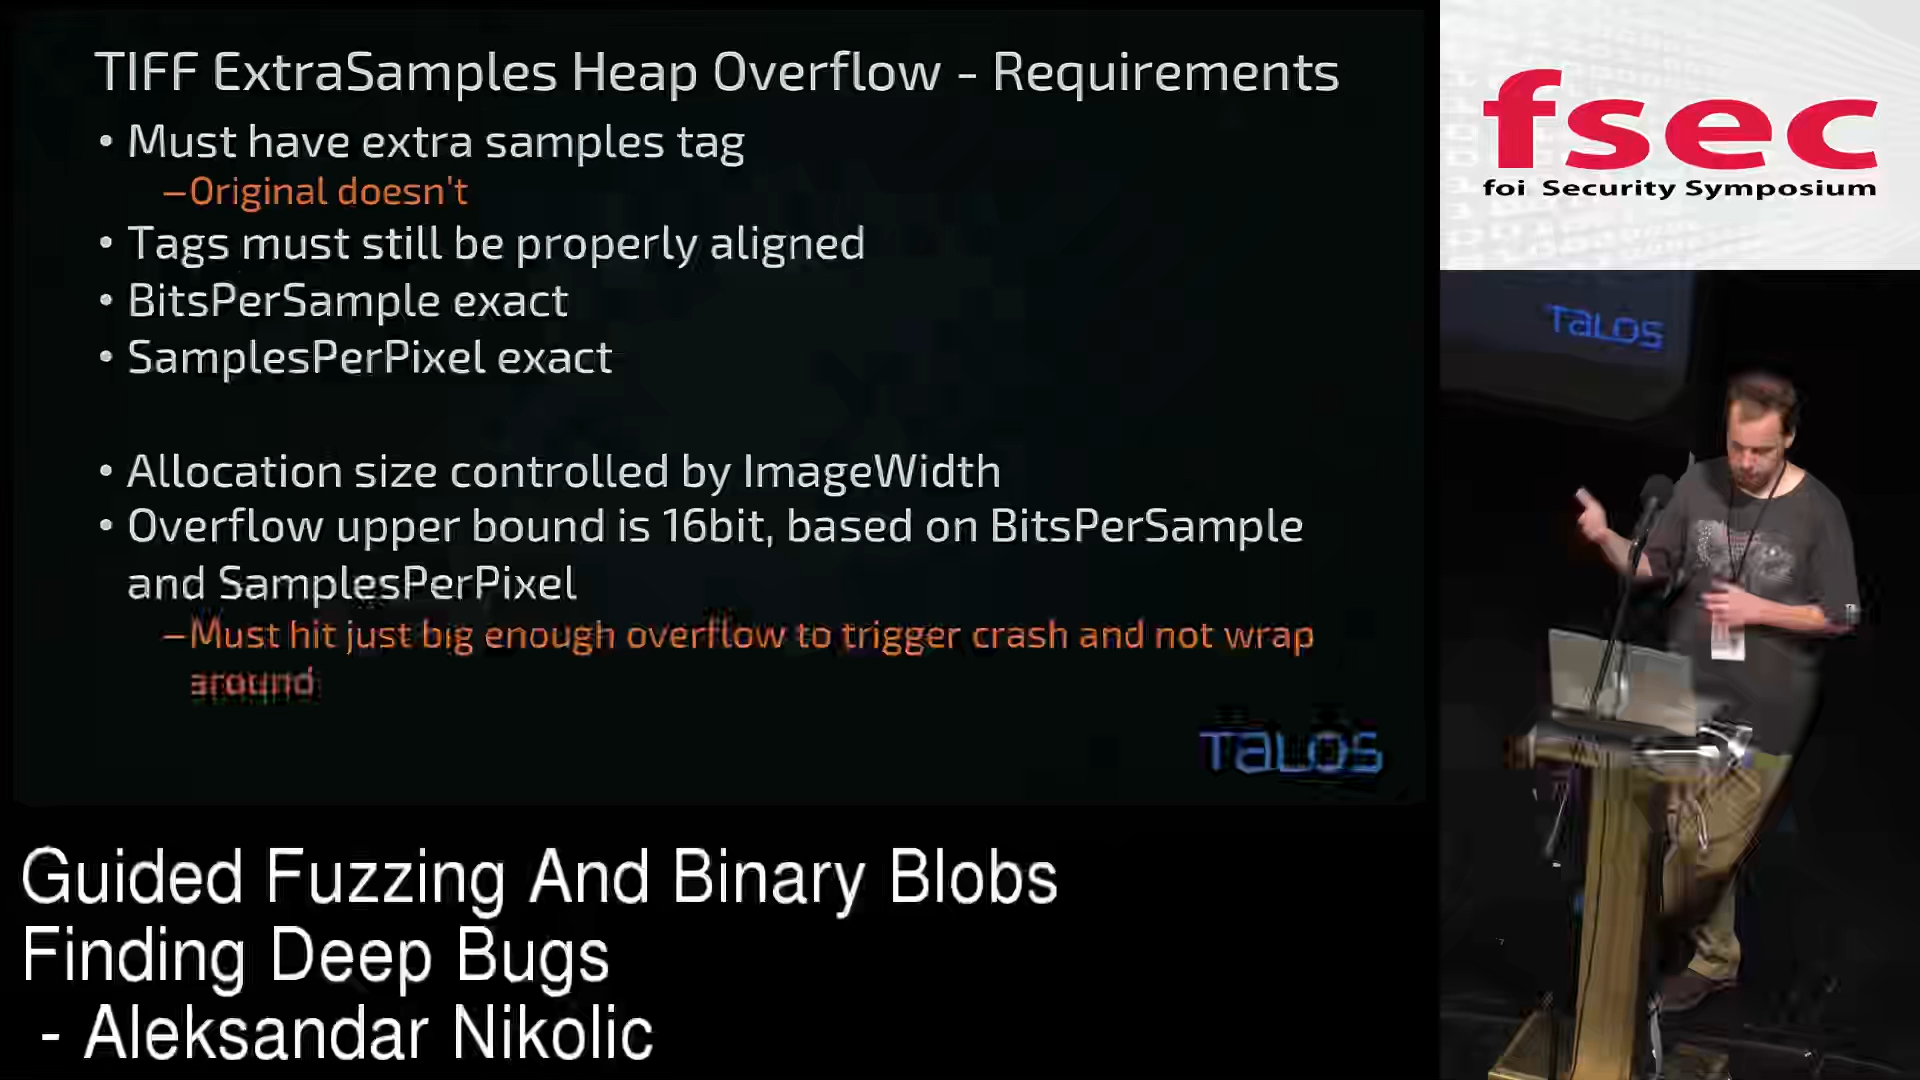 TIFF ExtraSamples Heap Overflow - Requirements
• Must have extra samples tag
–Original doesn't
• Tags must still be properly aligned
• BitsPerSample exact
• SamplesPerPixel exact
• Allocation size controlled by ImageWidth
• Overflow upper bound is 16bit, based on BitsPerSample
and SamplesPerPixel
–Must hit just big enough overflow to trigger crash and not wrap
around
TALOS
fsec
foi Security Symposium
TALOS
Guided Fuzzing And Binary Blobs
Finding Deep Bugs
- Aleksandar Nikolic